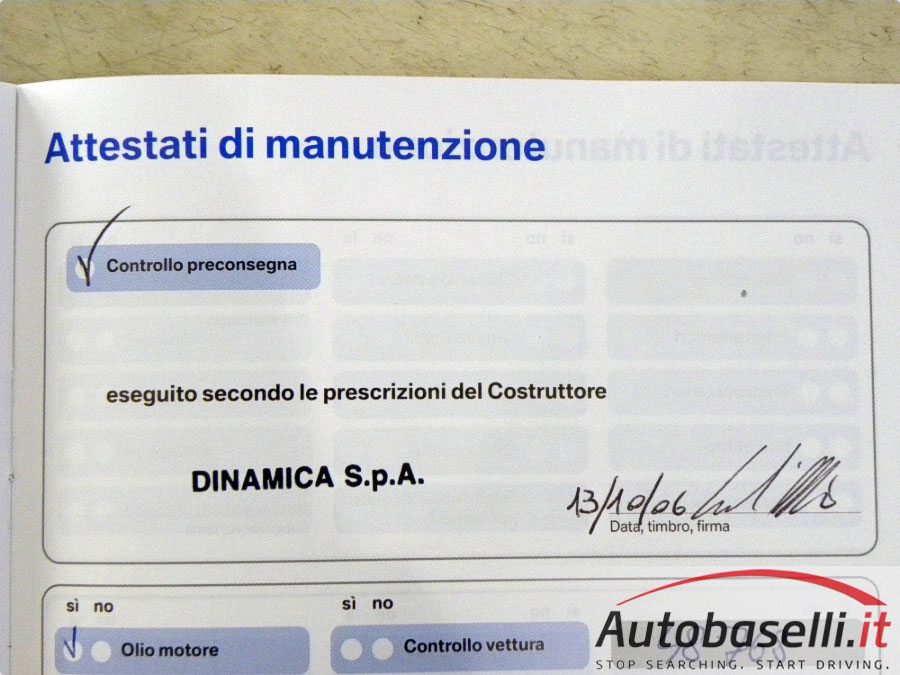 Attestati di manutenzione
Controllo preconsegna
eseguito secondo le prescrizioni del Costruttore
DINAMICA S.p.A.
13/10/06
Data, timbro, firma
sì no
sì no
Olio motore
Controllo vettura
Autobaselli.it
STOP SEARCHING. START DRIVING.